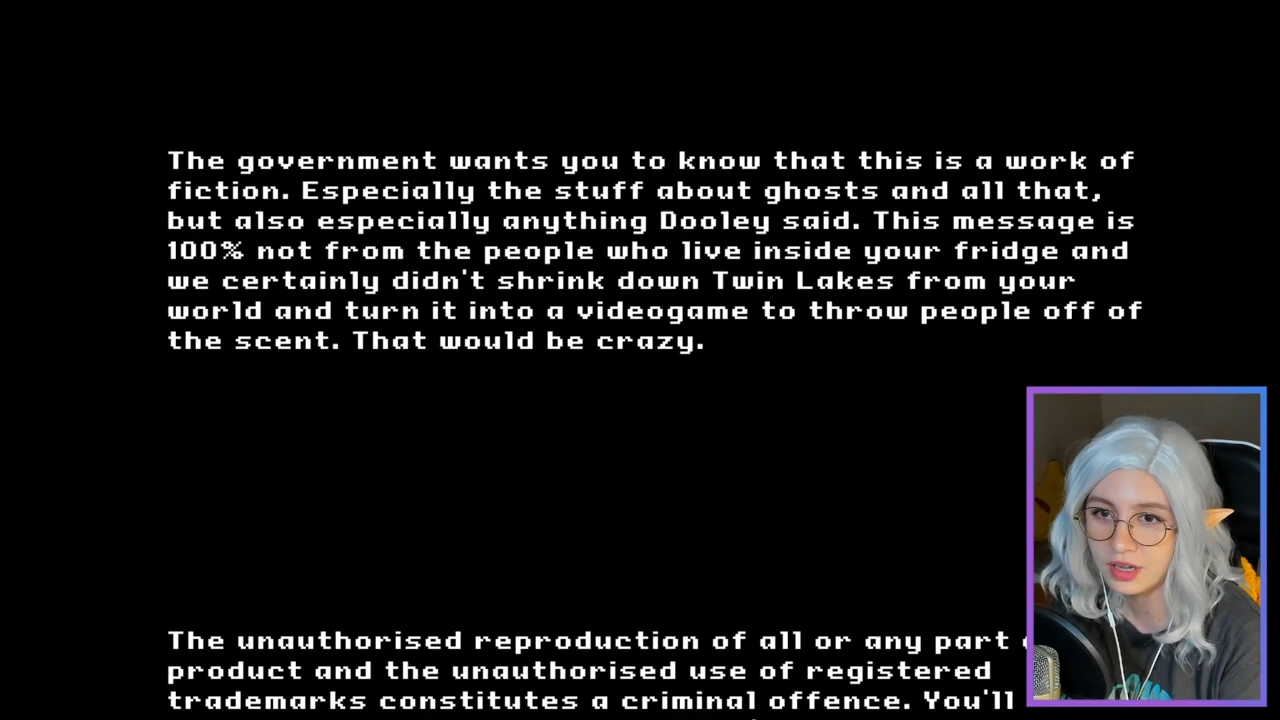 The government wants you to know that this is a work of
fiction. Especially the stuff about ghosts and all that,
but also especially anything Dooley said. This message is
100% not from the people who live inside your fridge and
we certainly didn't shrink down Twin Lakes from your
world and turn it into a videogame to throw people off of
the scent. That would be crazy.
The unauthorised reproduction of all or any part
product and the unauthorised use of registered
trademarks constitutes a criminal offence. You'll